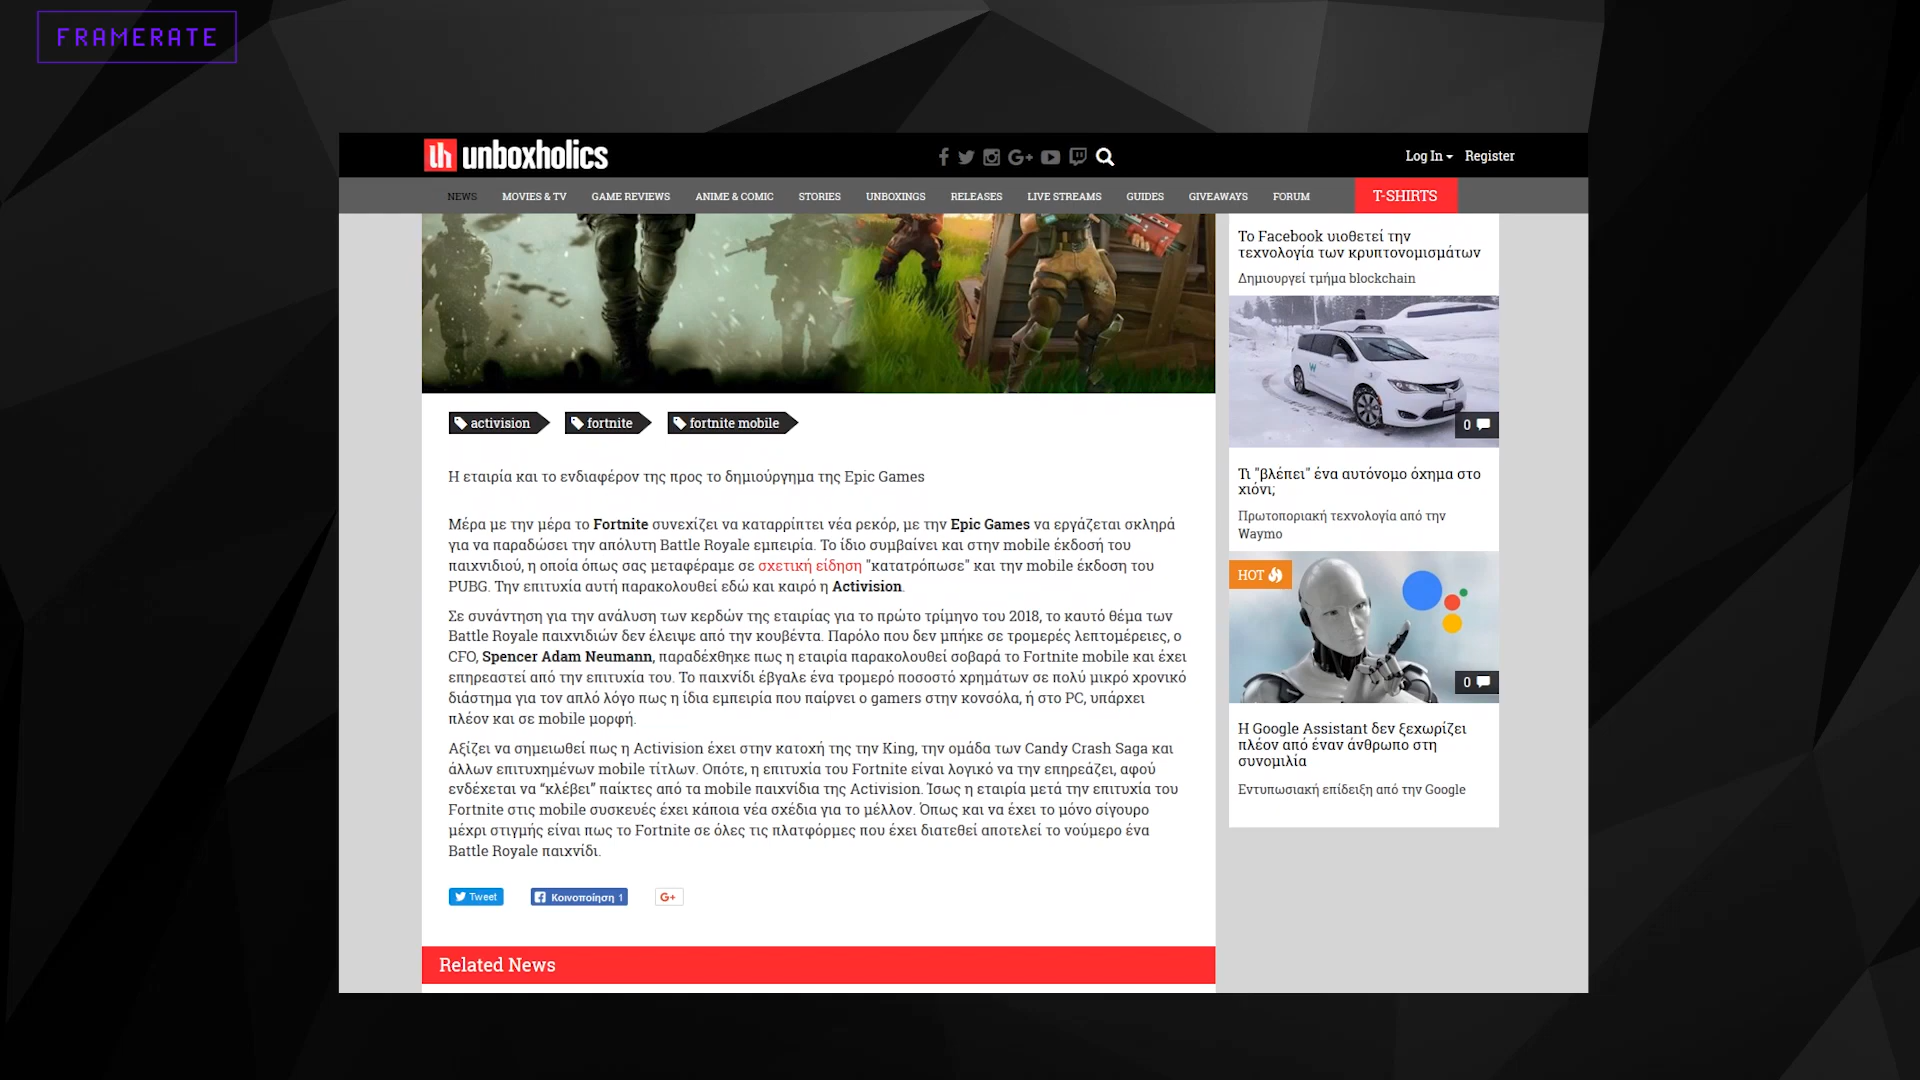 FRAMERATE
unboxholics
Log In
Register
NEWS
MOVIES & TV
GAME REVIEWS
ANIME & COMIC
STORIES
UNBOXINGS
RELEASES
LIVE STREAMS
GUIDES
GIVEAWAYS
FORUM
T-SHIRTS
activision
fortnite
fortnite mobile
Η εταιρία και το ενδιαφέρον της προς το δημιούργημα της Epic Games
Μέρα με την μέρα το Fortnite συνεχίζει να καταρρίπτει νέα ρεκόρ, με την Epic Games να εργάζεται σκληρά
για να παραδώσει την απόλυτη Battle Royale εμπειρία. Το ίδιο συμβαίνει και στην mobile έκδοσή του
παιχνιδιού, η οποία όπως σας μεταφέραμε σε σχετική είδηση "κατατρόπωσε" και την mobile έκδοση του
PUBG. Την επιτυχία αυτή παρακολουθεί εδώ και καιρό η Activision.
Σε συνάντηση για την ανάλυση των κερδών της εταιρίας για το πρώτο τρίμηνο του 2018, το καυτό θέμα των
Battle Royale παιχνιδιών δεν έλειψε από την κουβέντα. Παρόλο που δεν μπήκε σε τρομερές λεπτομέρειες, ο
CFO, Spencer Adam Neumann, παραδέχθηκε πως η εταιρία παρακολουθεί σοβαρά το Fortnite mobile και έχει
επηρεαστεί από την επιτυχία του. Το παιχνίδι έβγαλε ένα τρομερό ποσοστό χρημάτων σε πολύ μικρό χρονικό
διάστημα για τον απλό λόγο πως η ίδια εμπειρία που παίρνει ο gamers στην κονσόλα, ή στο PC, υπάρχει
πλέον και σε mobile μορφή.
Αξίζει να σημειωθεί πως η Activision έχει στην κατοχή της την King, την ομάδα των Candy Crash Saga και
άλλων επιτυχημένων mobile τίτλων. Οπότε, η επιτυχία του Fortnite είναι λογικό να την επηρεάζει, αφού
ενδέχεται να “κλέβει” παίκτες από τα mobile παιχνίδια της Activision. Ίσως η εταιρία μετά την επιτυχία του
Fortnite στις mobile συσκευές έχει κάποια νέα σχέδια για το μέλλον. Όπως και να έχει το μόνο σίγουρο
μέχρι στιγμής είναι πως το Fortnite σε όλες τις πλατφόρμες που έχει διατεθεί αποτελεί το νούμερο ένα
Battle Royale παιχνίδι.
Tweet
Κοινοποίηση 1
G+
Related News
Το Facebook υιοθετεί την
τεχνολογία των κρυπτονομισμάτων
Δημιουργεί τμήμα blockchain
0
Τι "βλέπει" ένα αυτόνομο όχημα στο
χιόνι;
Πρωτοποριακή τεχνολογία από την
Waymo
HOT
0
Η Google Assistant δεν ξεχωρίζει
πλέον από έναν άνθρωπο στη
συνομιλία
Εντυπωσιακή επίδειξη από την Google